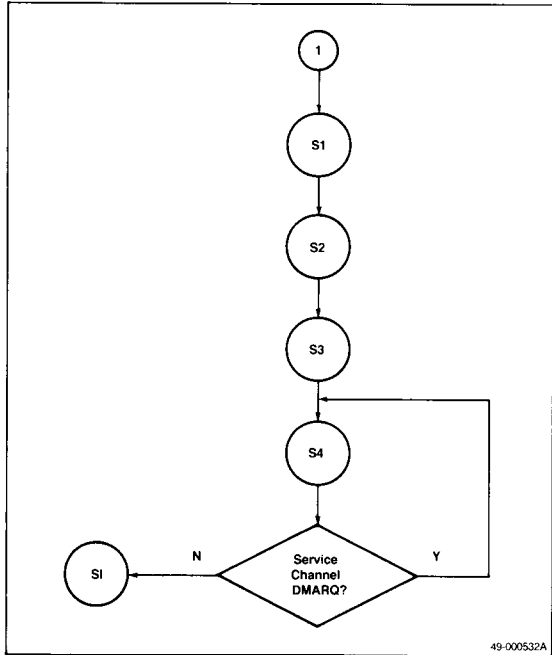 1
S1
S2
S3
S4
Service
Channel
DMARQ?
N
Y
SI
49-000532A